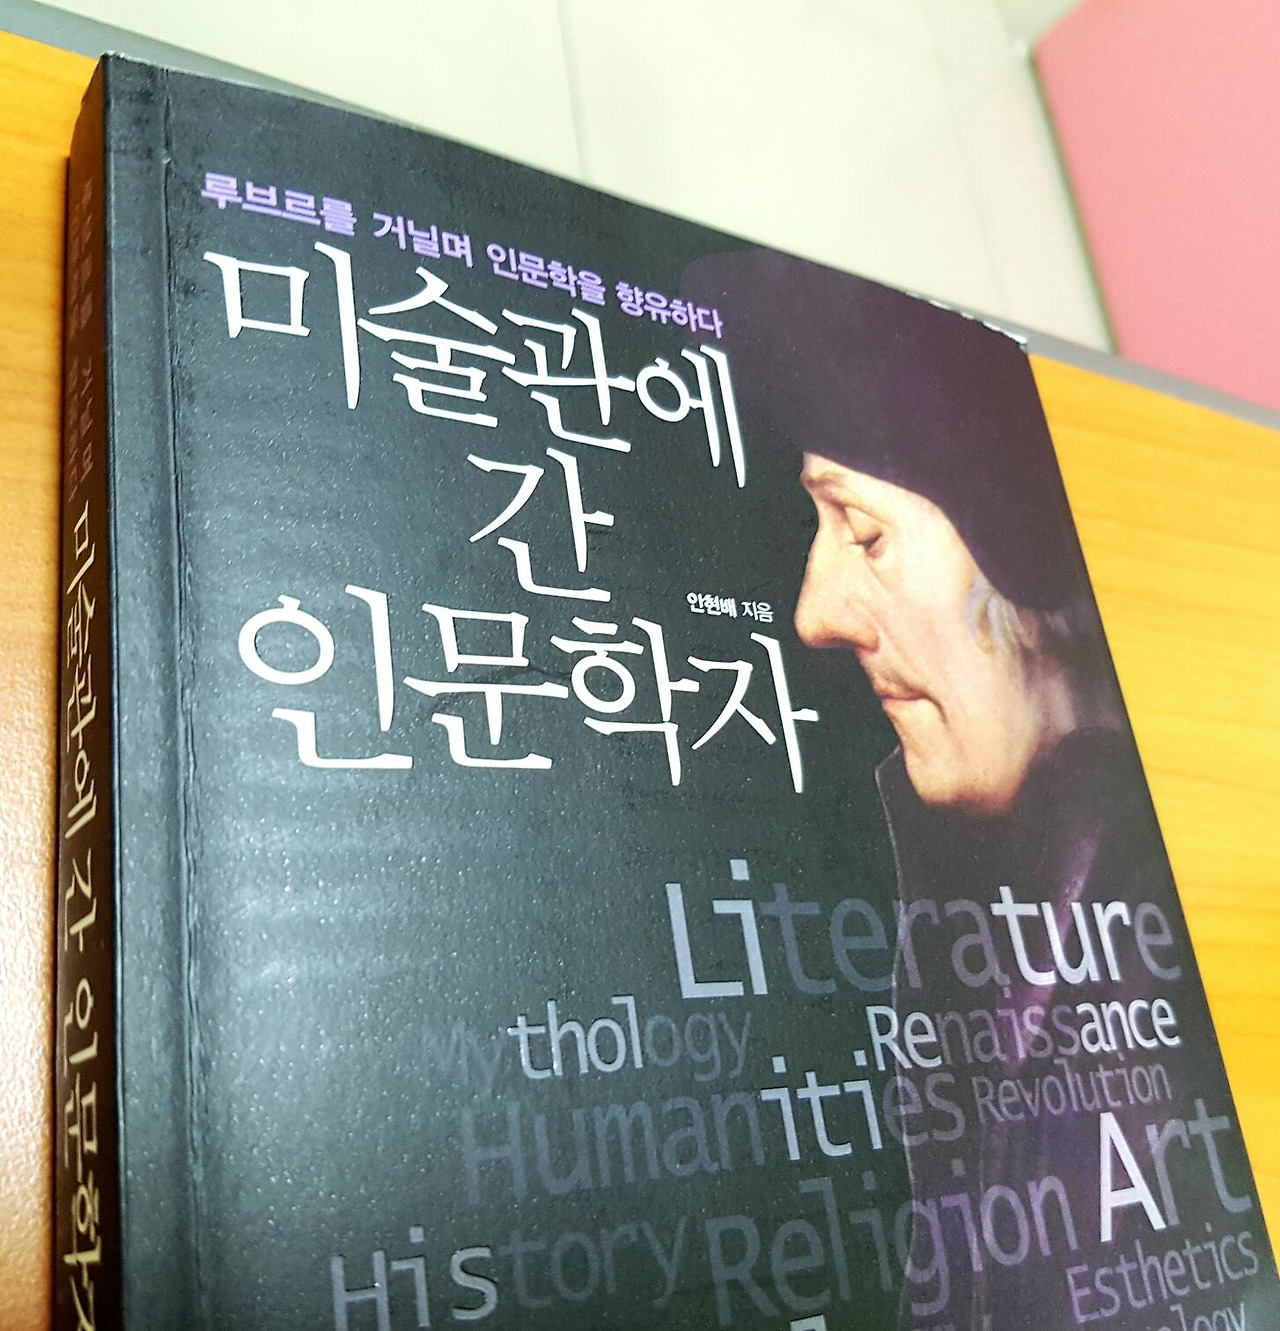 루브르를 거닐며 인문학을 향유하다
미술관에
간
인문학자
안현배 지음
Literature
Mythology Renaissance
Humanities Revolution
History Religion Art
Esthetics
미술관에 간 인문학자